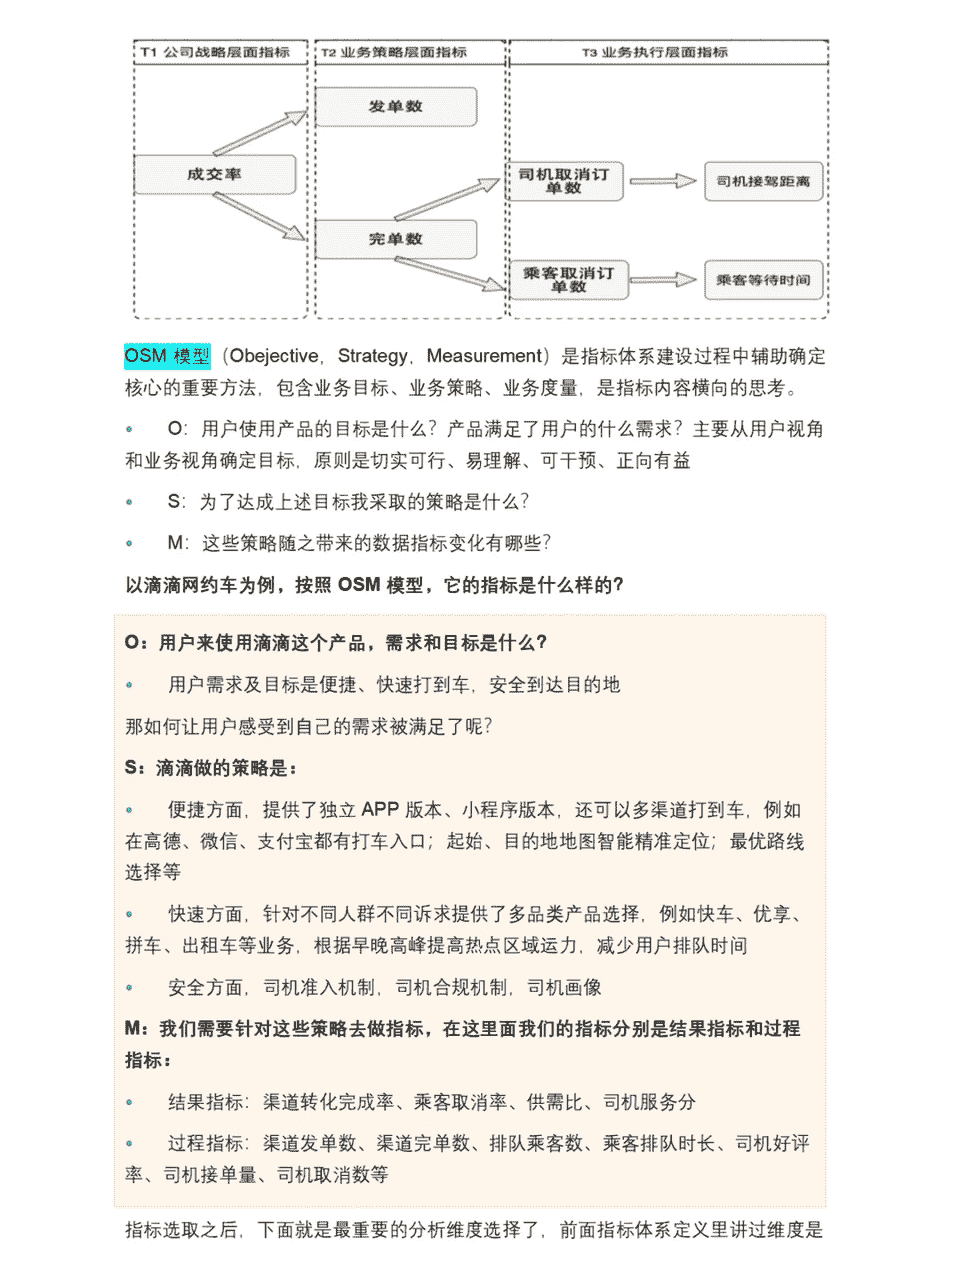 T1 公司战略层面指标
T2 业务策略层面指标
T3 业务执行层面指标
发单数
成交率
司机取消订
单数
司机接驾距离
完单数
乘客取消订
单数
乘客等待时间
OSM 模型（Obejective，Strategy，Measurement）是指标体系建设过程中辅助确定
核心的重要方法，包含业务目标、业务策略、业务度量，是指标内容横向的思考。
• O：用户使用产品的目标是什么？产品满足了用户的什么需求？主要从用户视角
和业务视角确定目标，原则是切实可行、易理解、可干预、正向有益
• S：为了达成上述目标我采取的策略是什么？
• M：这些策略随之带来的数据指标变化有哪些？
以滴滴网约车为例，按照 OSM 模型，它的指标是什么样的？
O：用户来使用滴滴这个产品，需求和目标是什么？
• 用户需求及目标是便捷、快速打到车，安全到达目的地
那如何让用户感受到自己的需求被满足了呢？
S：滴滴做的策略是：
• 便捷方面，提供了独立 APP 版本、小程序版本，还可以多渠道打到车，例如
在高德、微信、支付宝都有打车入口；起始、目的地地图智能精准定位；最优路线
选择等
• 快速方面，针对不同人群不同诉求提供了多品类产品选择，例如快车、优享、
拼车、出租车等业务，根据早晚高峰提高热点区域运力，减少用户排队时间
• 安全方面，司机准入机制，司机合规机制，司机画像
M：我们需要针对这些策略去做指标，在这里面我们的指标分别是结果指标和过程
指标：
• 结果指标：渠道转化完成率、乘客取消率、供需比、司机服务分
• 过程指标：渠道发单数、渠道完单数、排队乘客数、乘客排队时长、司机好评
率、司机接单量、司机取消数等
指标选取之后，下面就是最重要的分析维度选择了，前面指标体系定义里讲过维度是